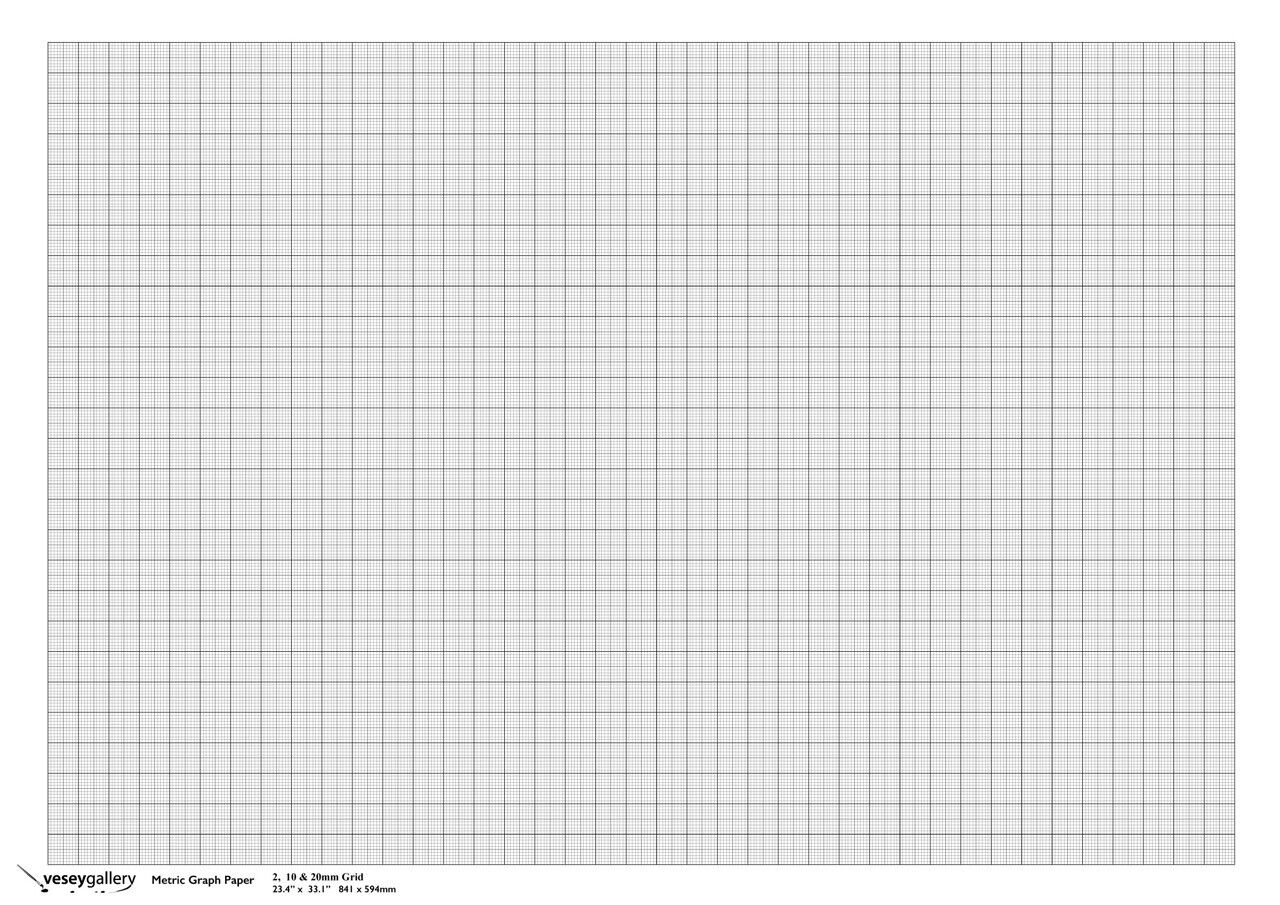 veseygallery
Metric Graph Paper
2, 10 & 20mm Grid
23.4" x 33.1" 841 x 594mm